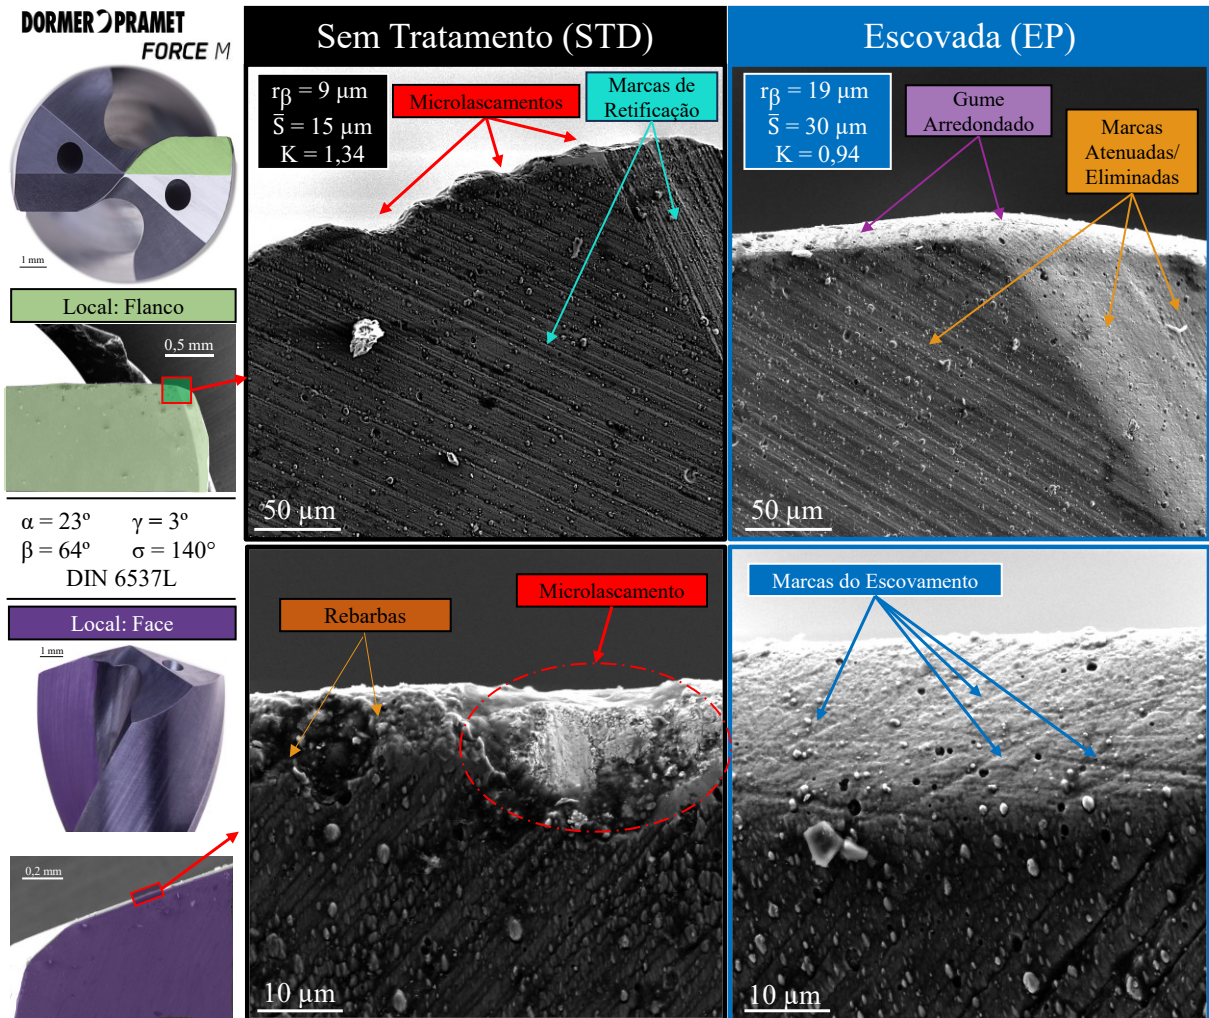 DORMER PRAMET
FORCE M
1 mm
Local: Flanco
0,5 mm
α = 23º γ = 3º
β = 64º σ = 140°
DIN 6537L
Local: Face
1 mm
0,2 mm
Sem Tratamento (STD)
rβ = 9 µm
S̅ = 15 µm
K = 1,34
Microlascamentos
Marcas de
Retificação
50 µm
Escovada (EP)
rβ = 19 µm
S̅ = 30 µm
K = 0,94
Gume
Arredondado
Marcas
Atenuadas/
Eliminadas
50 µm
Rebarbas
Microlascamento
10 µm
Marcas do Escovamento
10 µm